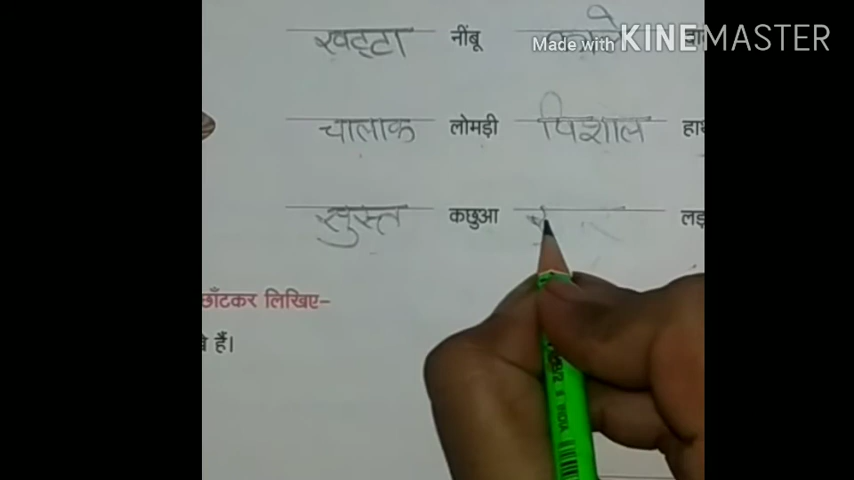 खट्टा नींबू काले
Made with KINEMASTER
चालाक लोमड़ी विशाल
सुस्त कछुआ
छाँटकर लिखिए-
हैं।